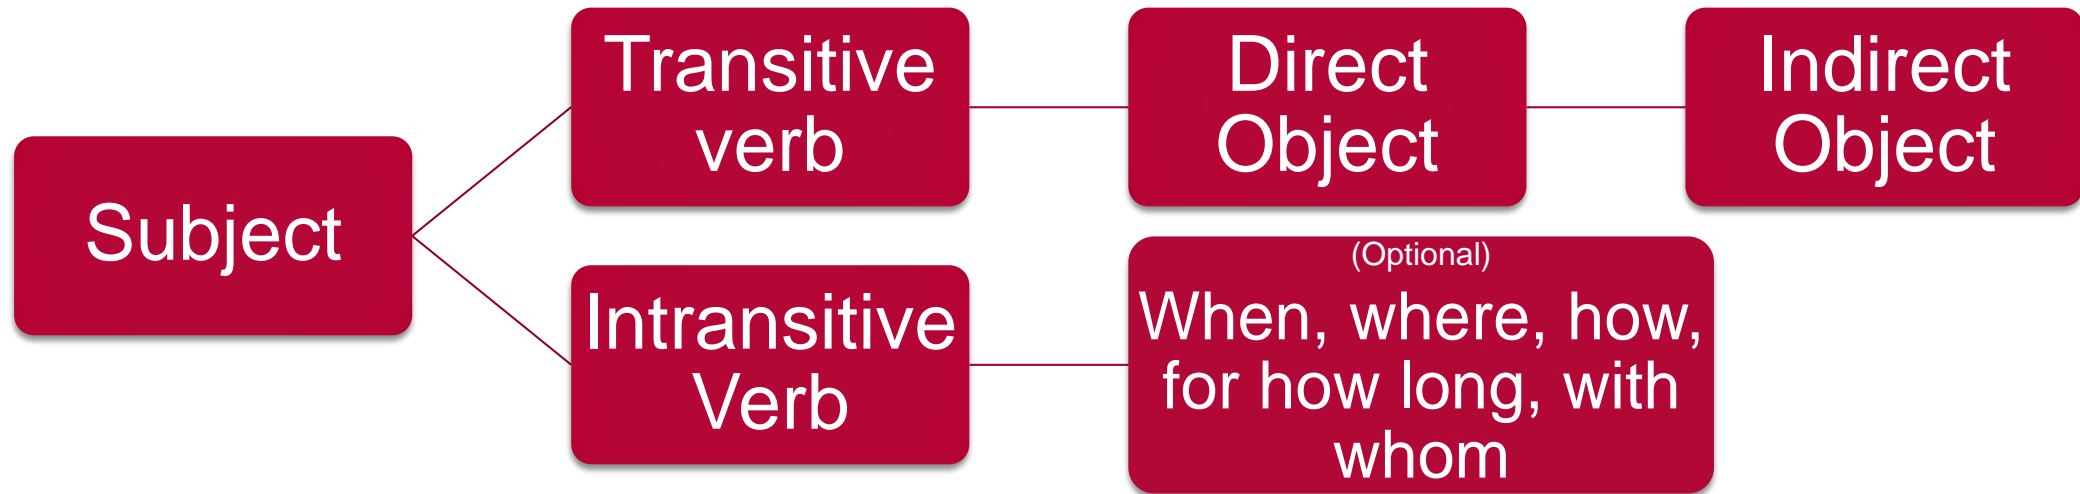 Subject
Transitive
verb
Direct
Object
Indirect
Object
Intransitive
Verb
(Optional)
When, where, how,
for how long, with
whom